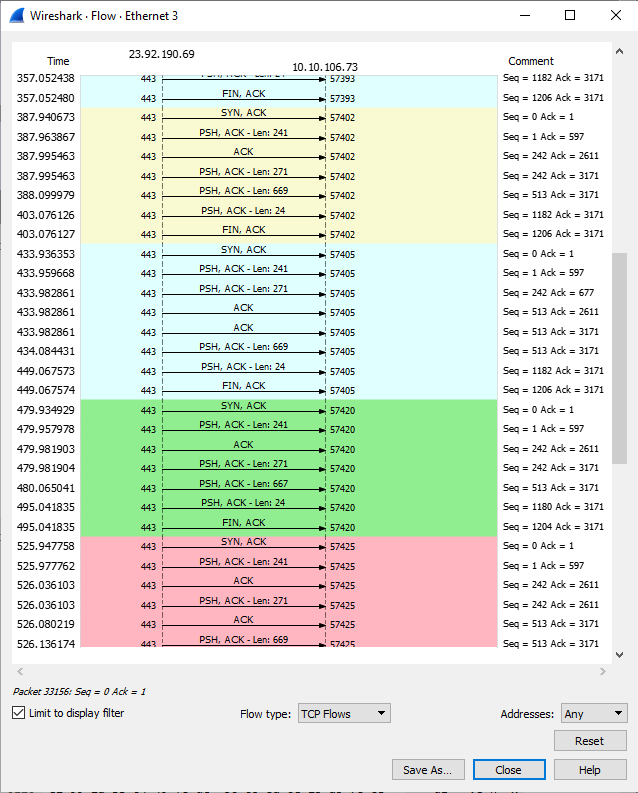 Wireshark · Flow · Ethernet 3
23.92.190.69
Time
10.10.106.73
Comment
357.052438 443 PSH, ACK - Len: 24 57393 Seq = 1182 Ack = 3171
357.052480 443 FIN, ACK 57393 Seq = 1206 Ack = 3171
387.940673 443 SYN, ACK 57402 Seq = 0 Ack = 1
387.963867 443 PSH, ACK - Len: 241 57402 Seq = 1 Ack = 597
387.995463 443 ACK 57402 Seq = 242 Ack = 2611
387.995463 443 PSH, ACK - Len: 271 57402 Seq = 242 Ack = 3171
388.099979 443 PSH, ACK - Len: 669 57402 Seq = 513 Ack = 3171
403.076126 443 PSH, ACK - Len: 24 57402 Seq = 1182 Ack = 3171
403.076127 443 FIN, ACK 57402 Seq = 1206 Ack = 3171
433.936353 443 SYN, ACK 57405 Seq = 0 Ack = 1
433.959668 443 PSH, ACK - Len: 241 57405 Seq = 1 Ack = 597
433.982861 443 PSH, ACK - Len: 271 57405 Seq = 242 Ack = 677
433.982861 443 ACK 57405 Seq = 513 Ack = 2611
433.982861 443 ACK 57405 Seq = 513 Ack = 3171
434.084431 443 PSH, ACK - Len: 669 57405 Seq = 513 Ack = 3171
449.067573 443 PSH, ACK - Len: 24 57405 Seq = 1182 Ack = 3171
449.067574 443 FIN, ACK 57405 Seq = 1206 Ack = 3171
479.934929 443 SYN, ACK 57420 Seq = 0 Ack = 1
479.957978 443 PSH, ACK - Len: 241 57420 Seq = 1 Ack = 597
479.981903 443 ACK 57420 Seq = 242 Ack = 2611
479.981904 443 PSH, ACK - Len: 271 57420 Seq = 242 Ack = 3171
480.065041 443 PSH, ACK - Len: 667 57420 Seq = 513 Ack = 3171
495.041835 443 PSH, ACK - Len: 24 57420 Seq = 1180 Ack = 3171
495.041835 443 FIN, ACK 57420 Seq = 1204 Ack = 3171
525.947758 443 SYN, ACK 57425 Seq = 0 Ack = 1
525.977762 443 PSH, ACK - Len: 241 57425 Seq = 1 Ack = 597
526.036103 443 ACK 57425 Seq = 242 Ack = 2611
526.036103 443 PSH, ACK - Len: 271 57425 Seq = 242 Ack = 2611
526.080219 443 ACK 57425 Seq = 513 Ack = 3171
526.136174 443 PSH, ACK - Len: 669 57425 Seq = 513 Ack = 3171
Packet 33156: Seq = 0 Ack = 1
Limit to display filter Flow type: TCP Flows Addresses: Any
Reset
Save As... Close Help